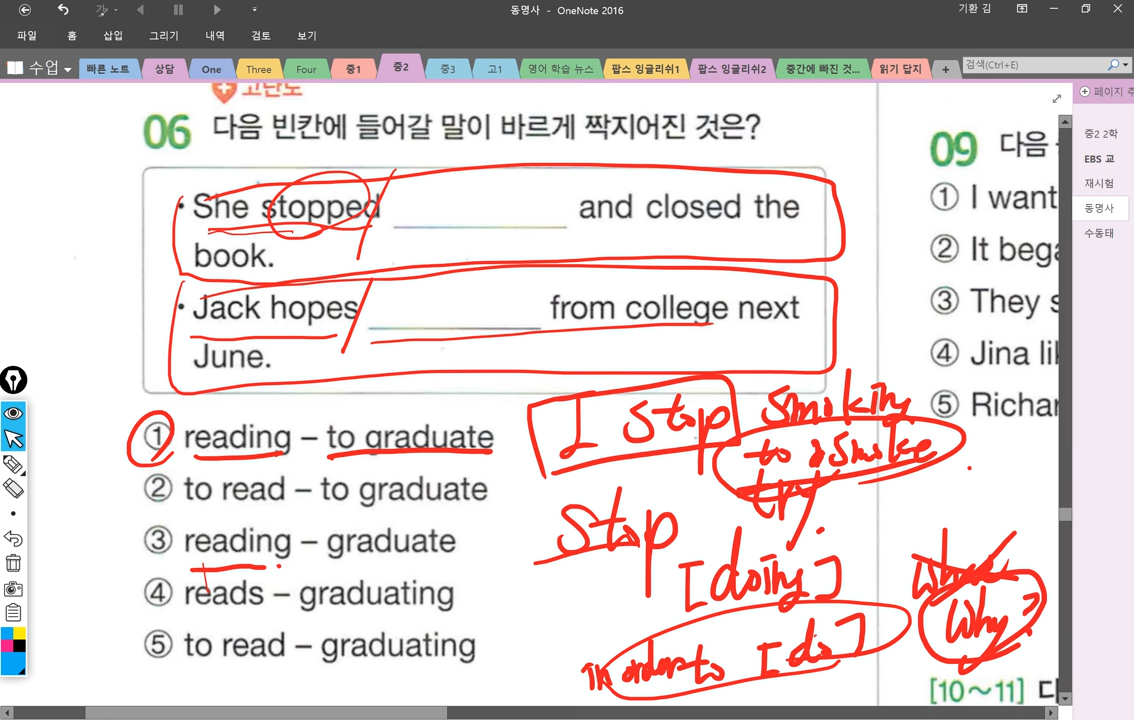 기환 김
동명사 - OneNote 2016
파일 홈 삽입 그리기 내역 검토 보기
수업 빠른 노트 상담 One Three Four 중1 중2 중3 고1 영어 학습 뉴스 팝스 잉글리쉬1 팝스 잉글리쉬2 중간에 빠진 것... 읽기 답지 + 검색(Ctrl+E)
고난도
06 다음 빈칸에 들어갈 말이 바르게 짝지어진 것은?
• She stopped ________ and closed the
book.
• Jack hopes ________ from college next
June.
① reading – to graduate
② to read – to graduate
③ reading – graduate
④ reads – graduating
⑤ to read – graduating
I stop smoking
to smoke
try
stop
[doing]
in order to [do]
Why?
09 다음
① I want
② It bega
③ They s
④ Jina li
⑤ Richar
[10~11] 다
페이지 추
중2 2학
EBS 교
재시험
동명사
수동태